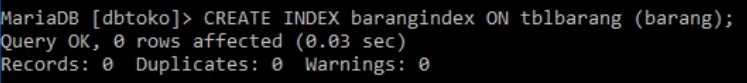 MariaDB [dbtoko]> CREATE INDEX barangindex ON tblbarang (barang);
Query OK, 0 rows affected (0.03 sec)
Records: 0  Duplicates: 0  Warnings: 0